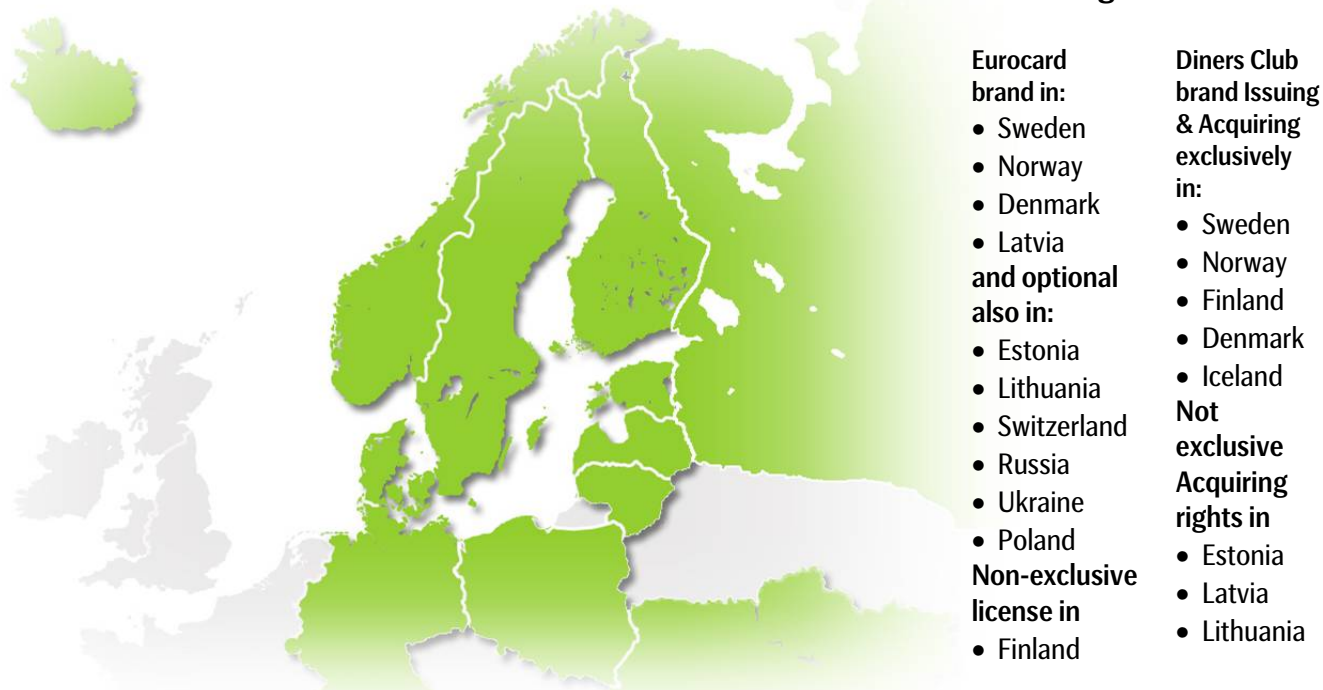 Eurocard
brand in:
• Sweden
• Norway
• Denmark
• Latvia
and optional
also in:
• Estonia
• Lithuania
• Switzerland
• Russia
• Ukraine
• Poland
Non-exclusive
license in
• Finland
Diners Club
brand Issuing
& Acquiring
exclusively
in:
• Sweden
• Norway
• Finland
• Denmark
• Iceland
Not
exclusive
Acquiring
rights in
• Estonia
• Latvia
• Lithuania